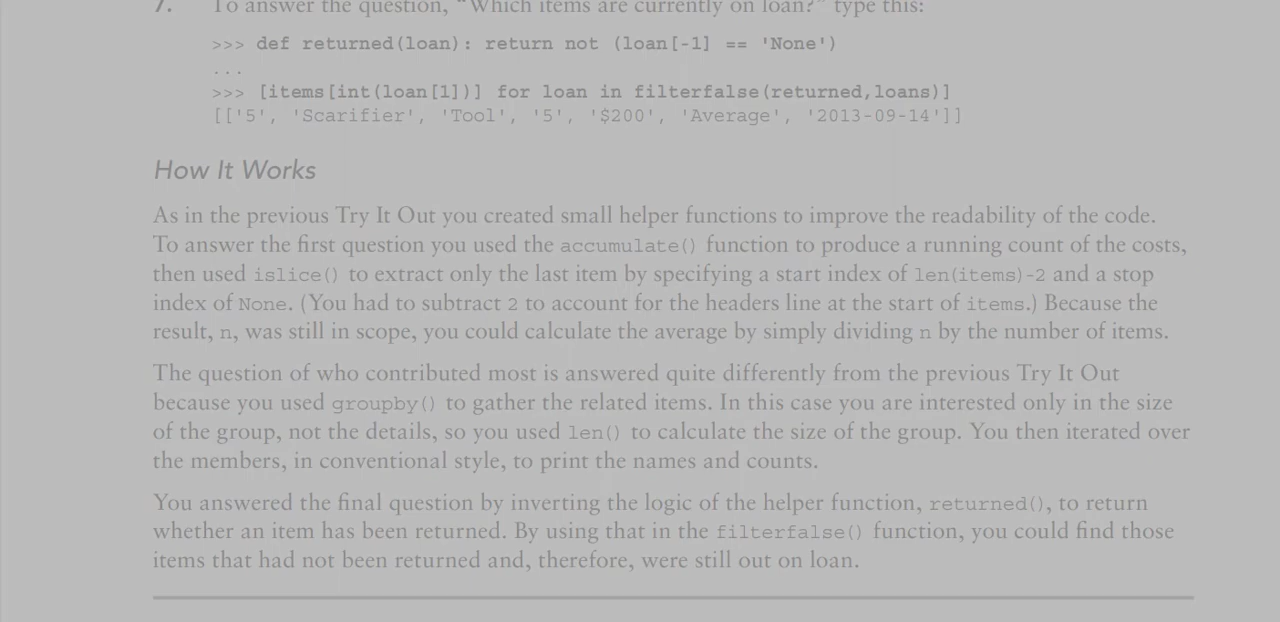 7. To answer the question, “Which items are currently on loan?” type this:
>>> def returned(loan): return not (loan[-1] == 'None')
...
>>> [items[int(loan[1])] for loan in filterfalse(returned,loans)]
[['5', 'Scarifier', 'Tool', '5', '$200', 'Average', '2013-09-14']]
How It Works
As in the previous Try It Out you created small helper functions to improve the readability of the code.
To answer the first question you used the accumulate() function to produce a running count of the costs,
then used islice() to extract only the last item by specifying a start index of len(items)-2 and a stop
index of None. (You had to subtract 2 to account for the headers line at the start of items.) Because the
result, n, was still in scope, you could calculate the average by simply dividing n by the number of items.
The question of who contributed most is answered quite differently from the previous Try It Out
because you used groupby() to gather the related items. In this case you are interested only in the size
of the group, not the details, so you used len() to calculate the size of the group. You then iterated over
the members, in conventional style, to print the names and counts.
You answered the final question by inverting the logic of the helper function, returned(), to return
whether an item has been returned. By using that in the filterfalse() function, you could find those
items that had not been returned and, therefore, were still out on loan.